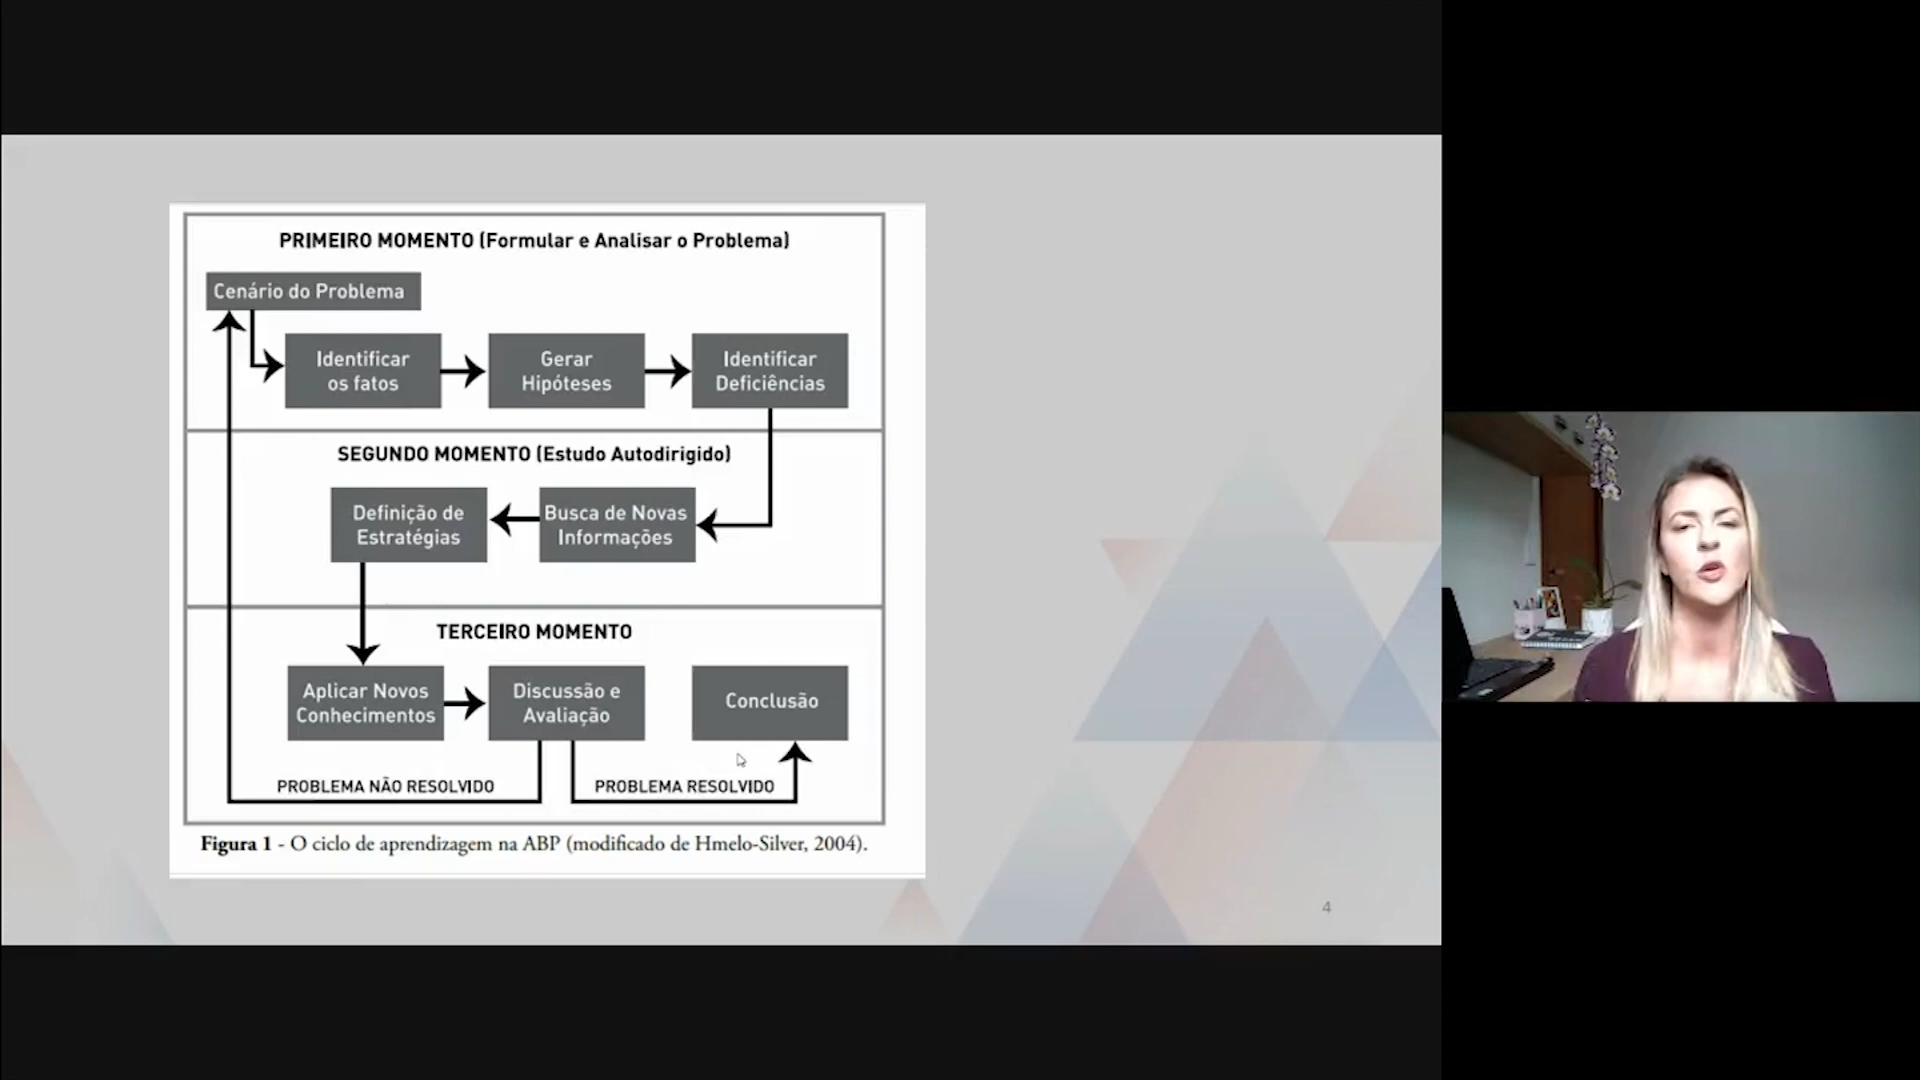 PRIMEIRO MOMENTO (Formular e Analisar o Problema)
Cenário do Problema
Identificar
os fatos
Gerar
Hipóteses
Identificar
Deficiências
SEGUNDO MOMENTO (Estudo Autodirigido)
Definição de
Estratégias
Busca de Novas
Informações
TERCEIRO MOMENTO
Aplicar Novos
Conhecimentos
Discussão e
Avaliação
Conclusão
PROBLEMA NÃO RESOLVIDO
PROBLEMA RESOLVIDO
Figura 1 - O ciclo de aprendizagem na ABP (modificado de Hmelo-Silver, 2004).
4